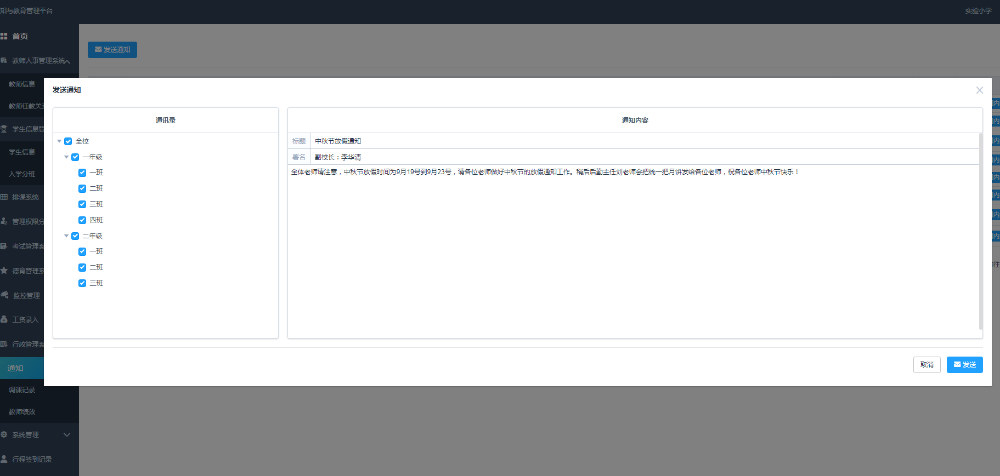 知与教育管理平台
实验小学
首页
教师人事管理系统
教师信息
教师任教关
学生信息管
学生信息
入学分班
排课系统
管理权限分
考试管理系
德育管理系
监控管理
工资录入
行政管理系
通知
调课记录
教师绩效
系统管理
行程签到记录
发送通知
发送通知
通讯录
全校
一年级
一班
二班
三班
四班
二年级
一班
二班
三班
通知内容
标题 中秋节放假通知
署名 副校长：李华清
全体老师请注意，中秋节放假时间为9月19号到9月23号，请各位老师做好中秋节的放假通知工作。稍后后勤主任刘老师会把统一把月饼发给各位老师，祝各位老师中秋节快乐！
取消
发送
内
内
内
内
内
内
内
内
往